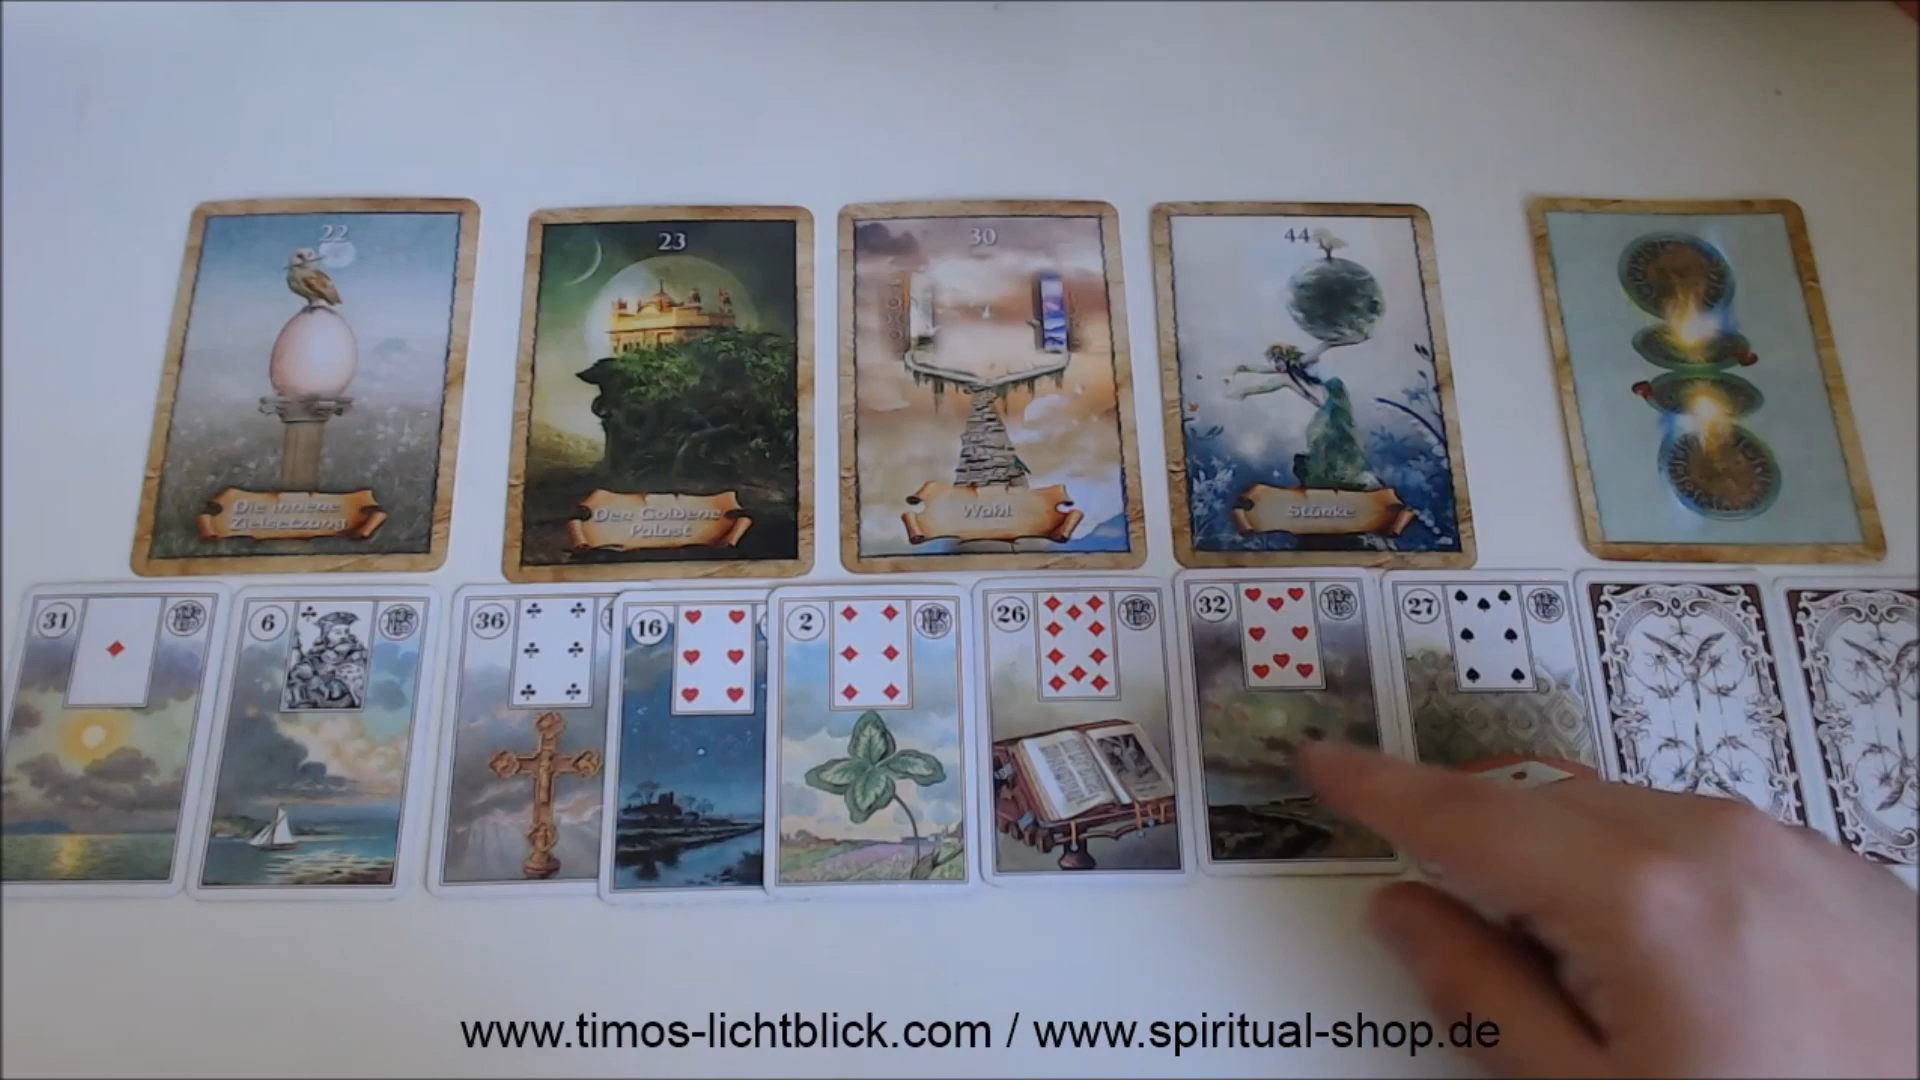 22
23
30
44
Die Innere
Zielsetzung
Der Goldene
Palast
Wahl
Stärke
31
6
36
16
2
26
32
27
www.timos-lichtblick.com / www.spiritual-shop.de